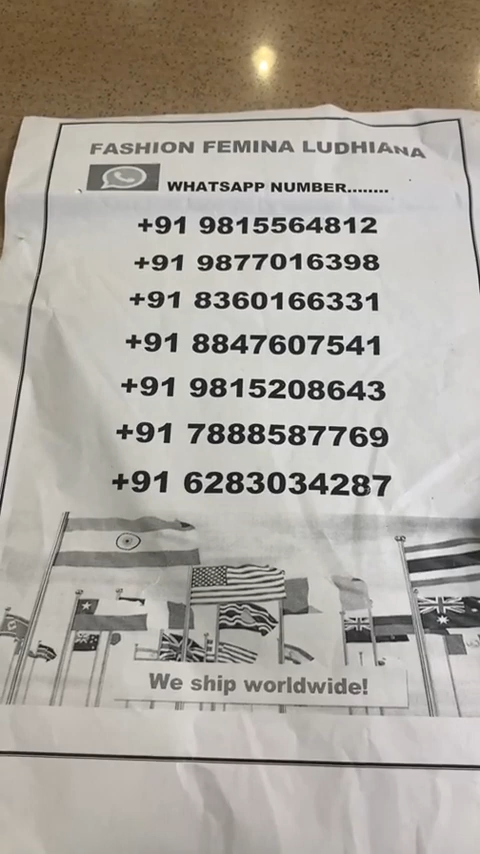 FASHION FEMINA LUDHIANA
WHATSAPP NUMBER........
+91 9815564812
+91 9877016398
+91 8360166331
+91 8847607541
+91 9815208643
+91 7888587769
+91 6283034287
We ship worldwide!